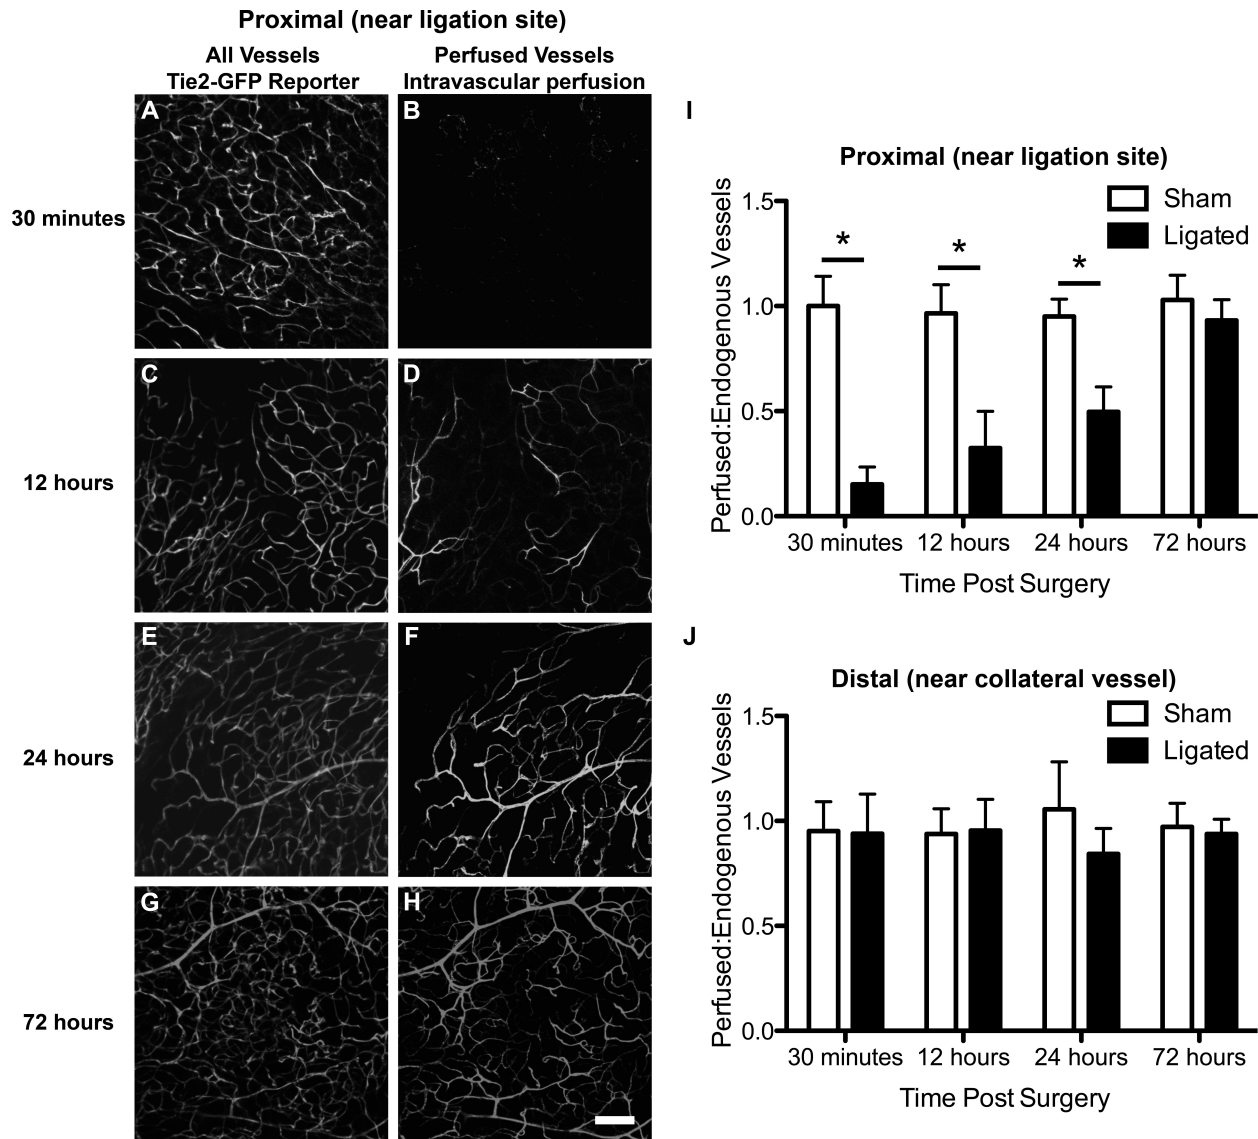 Proximal (near ligation site)
All Vessels
Tie2-GFP Reporter
Perfused Vessels
Intravascular perfusion
A
B
30 minutes
C
D
12 hours
E
F
24 hours
G
H
72 hours
I
Proximal (near ligation site)
Sham
Ligated
Perfused:Endogenous Vessels
1.5
1.0
0.5
0.0
*
*
*
30 minutes
12 hours
24 hours
72 hours
Time Post Surgery
J
Distal (near collateral vessel)
Sham
Ligated
Perfused:Endogenous Vessels
1.5
1.0
0.5
0.0
30 minutes
12 hours
24 hours
72 hours
Time Post Surgery